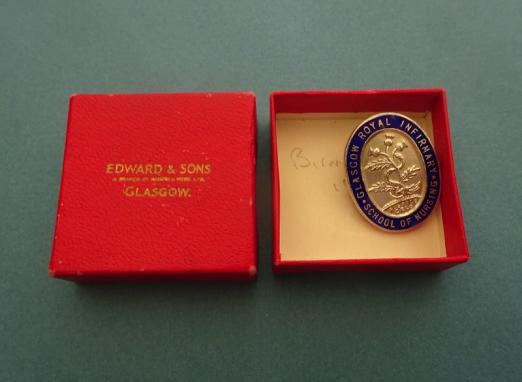 EDWARD & SONS
GLASGOW.
GLASGOW ROYAL INFIRMARY
SCHOOL OF NURSING